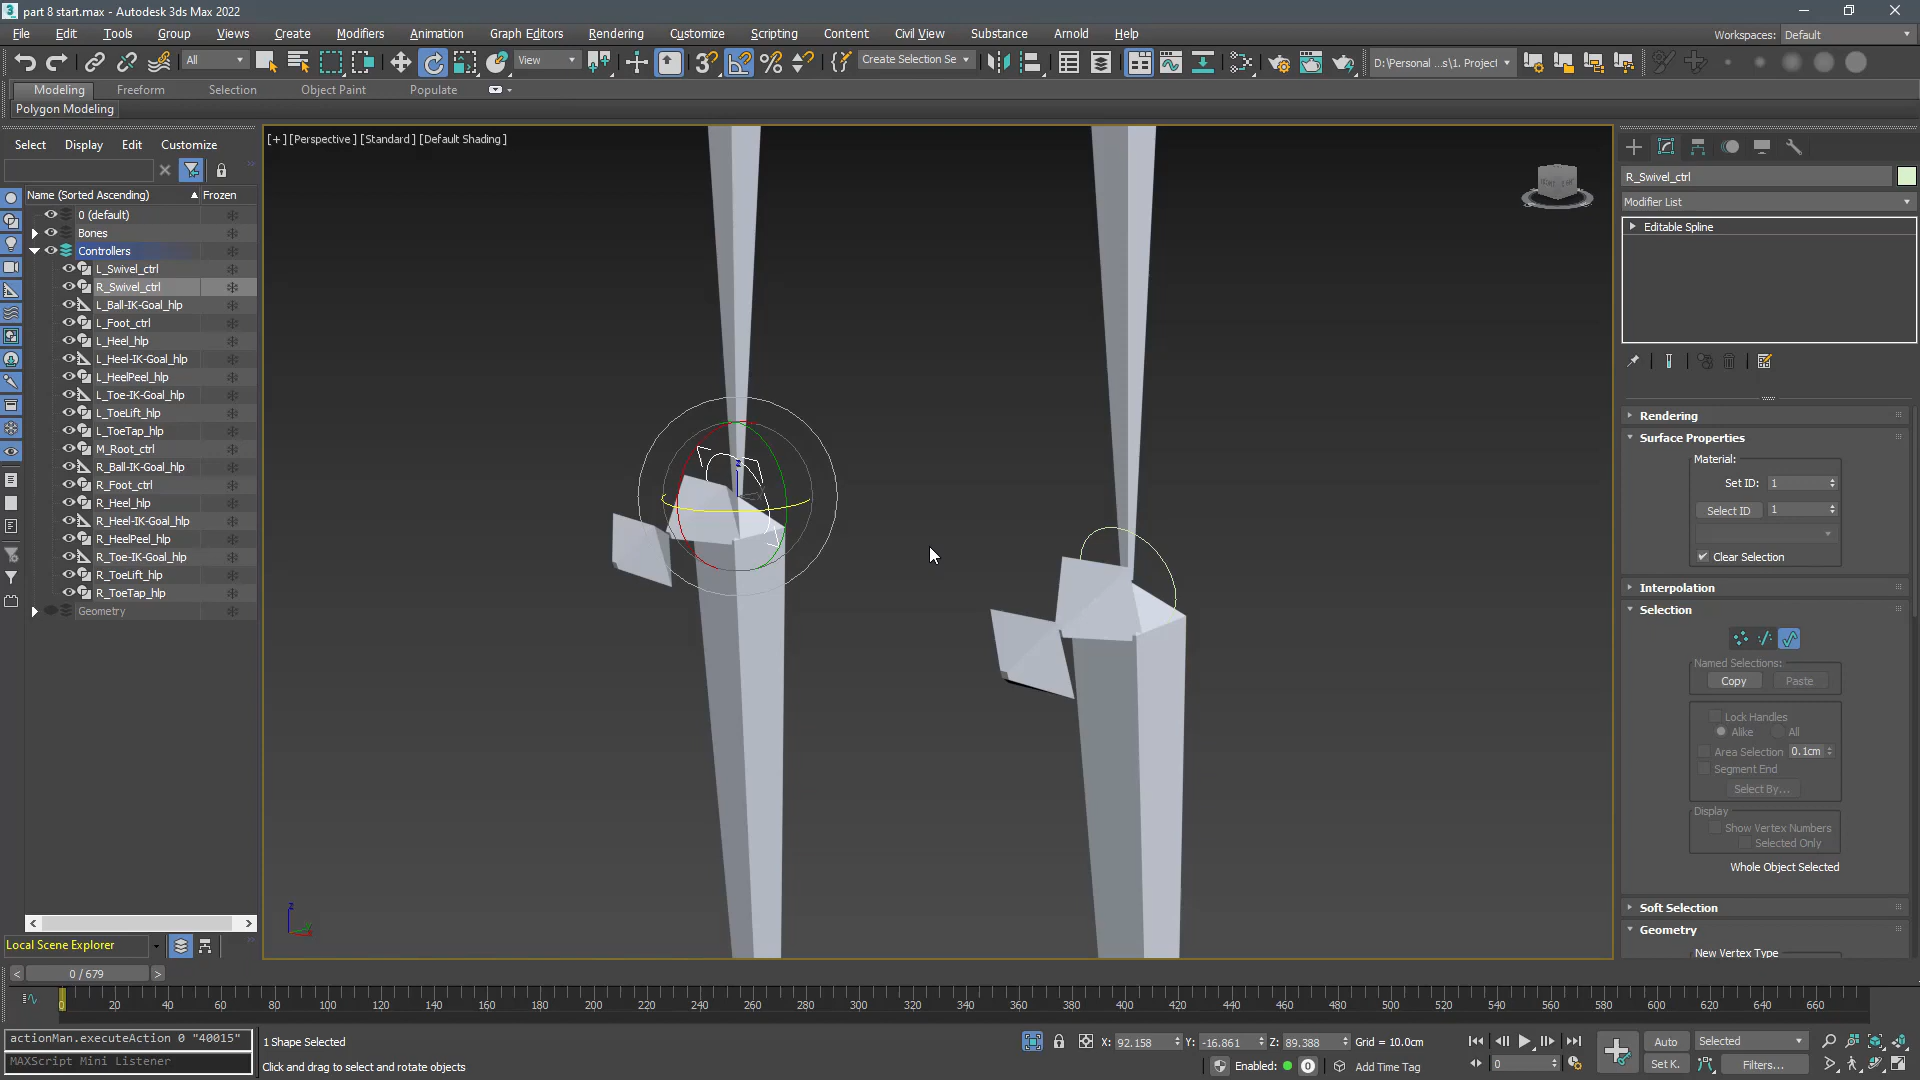 part 8 start.max - Autodesk 3ds Max 2022
File Edit Tools Group Views Create Modifiers Animation Graph Editors Rendering Customize Scripting Content Civil View Substance Arnold Help
Workspaces: Default
All View Create Selection Se D:\Personal ...s\1. Project
Modeling Freeform Selection Object Paint Populate
Polygon Modeling
Select Display Edit Customize
[+] [Perspective ] [Standard ] [Default Shading ]
Name (Sorted Ascending) Frozen
0 (default)
Bones
Controllers
L_Swivel_ctrl
R_Swivel_ctrl
L_Ball-IK-Goal_hlp
L_Foot_ctrl
L_Heel_hlp
L_Heel-IK-Goal_hlp
L_HeelPeel_hlp
L_Toe-IK-Goal_hlp
L_ToeLift_hlp
L_ToeTap_hlp
M_Root_ctrl
R_Ball-IK-Goal_hlp
R_Foot_ctrl
R_Heel_hlp
R_Heel-IK-Goal_hlp
R_HeelPeel_hlp
R_Toe-IK-Goal_hlp
R_ToeLift_hlp
R_ToeTap_hlp
Geometry
Local Scene Explorer
R_Swivel_ctrl
Modifier List
Editable Spline
Rendering
Surface Properties
Material:
Set ID: 1
Select ID 1
Clear Selection
Interpolation
Selection
Named Selections:
Copy Paste
Lock Handles
Alike All
Area Selection 0.1cm
Segment End
Select By...
Display
Show Vertex Numbers
Selected Only
Whole Object Selected
Soft Selection
Geometry
New Vertex Type
z
z
< 0 / 679 >
0 20 40 60 80 100 120 140 160 180 200 220 240 260 280 300 320 340 360 380 400 420 440 460 480 500 520 540 560 580 600 620 640 660
actionMan.executeAction 0 "40015"
MAXScript Mini Listener
1 Shape Selected
Click and drag to select and rotate objects
X: 92.158 Y: -16.861 Z: 89.388 Grid = 10.0cm
Enabled: 0 Add Time Tag
0
Auto Selected
Set K. Filters...